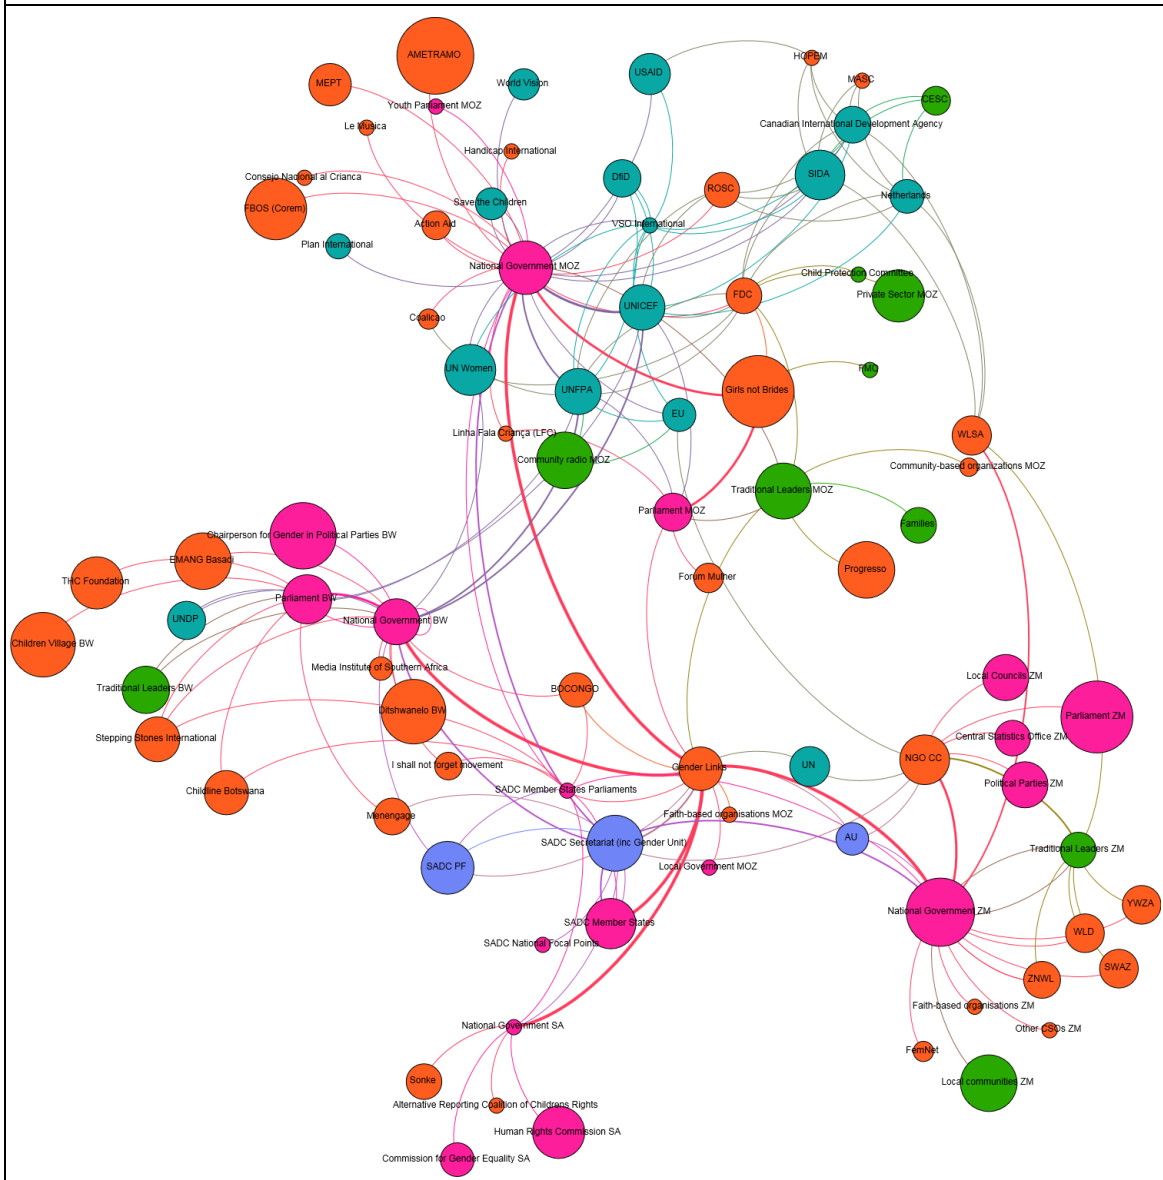 AMETRAMO
HOPEM
USAID
MEPT
World Vision
MASC
CESC
Youth Parliament MOZ
Le Musica
Canadian International Development Agency
Handicap International
Consejo Nacional al Crianca
DfID
SIDA
ROSC
Netherlands
FBOS (Corem)
Save the Children
Action Aid
VSO International
Plan International
National Government MOZ
Child Protection Committee
Private Sector MOZ
FDC
UNICEF
Coalicao
UN Women
UNFPA
Girls not Brides
FMO
EU
Linha Fala Criança (LFC)
WLSA
Community radio MOZ
Community-based organizations MOZ
Traditional Leaders MOZ
Parliament MOZ
Families
Chairperson for Gender in Political Parties BW
EMANG Basadi
THC Foundation
Forum Mulher
Progresso
Parliament BW
UNDP
National Government BW
Children Village BW
Media Institute of Southern Africa
Local Councils ZM
Traditional Leaders BW
BOCONGO
Ditshwanelo BW
Parliament ZM
Central Statistics Office ZM
Stepping Stones International
I shall not forget movement
Gender Links
UN
NGO CC
Political Parties ZM
Childline Botswana
SADC Member States Parliaments
Menengage
Faith-based organisations MOZ
SADC Secretariat (inc Gender Unit)
AU
Traditional Leaders ZM
SADC PF
Local Government MOZ
National Government ZM
YWZA
SADC Member States
WLD
SADC National Focal Points
SWAZ
ZNWL
Faith-based organisations ZM
National Government SA
Other CSOs ZM
FemNet
Sonke
Local communities ZM
Alternative Reporting Coalition of Childrens Rights
Human Rights Commission SA
Commission for Gender Equality SA